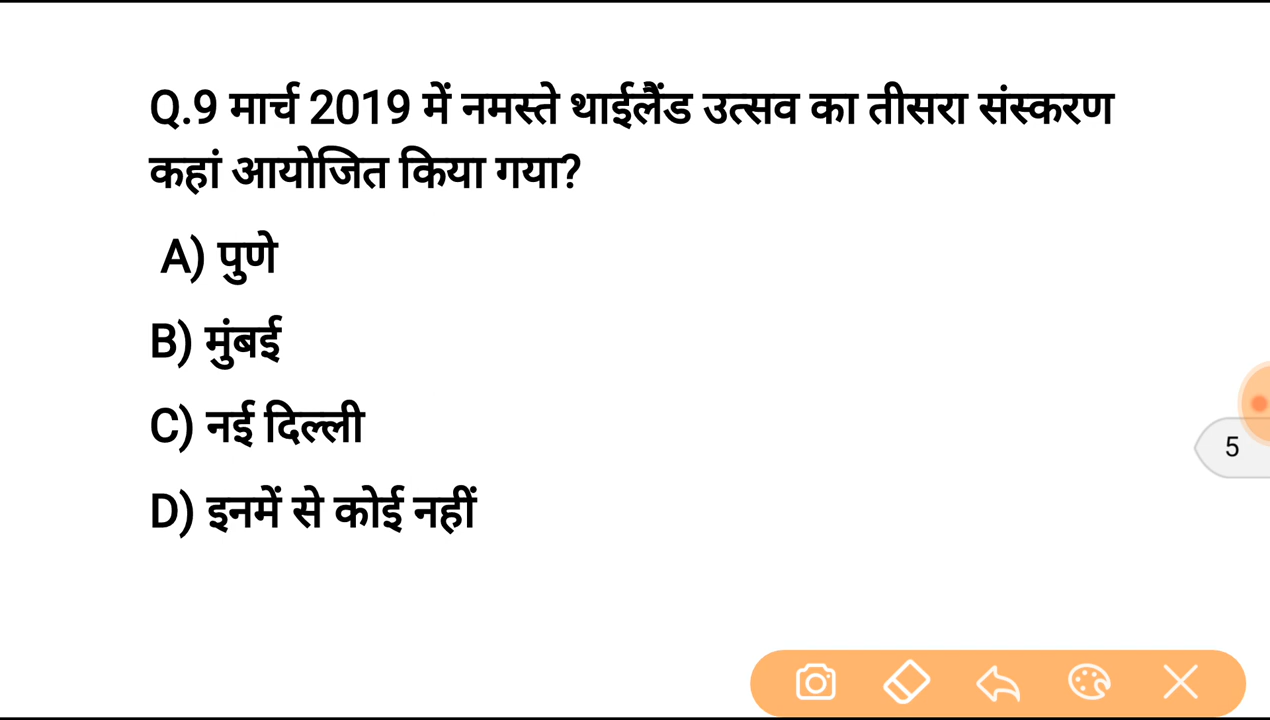 Q.9 मार्च 2019 में नमस्ते थाईलैंड उत्सव का तीसरा संस्करण
कहां आयोजित किया गया?
A) पुणे
B) मुंबई
C) नई दिल्ली
D) इनमें से कोई नहीं
5